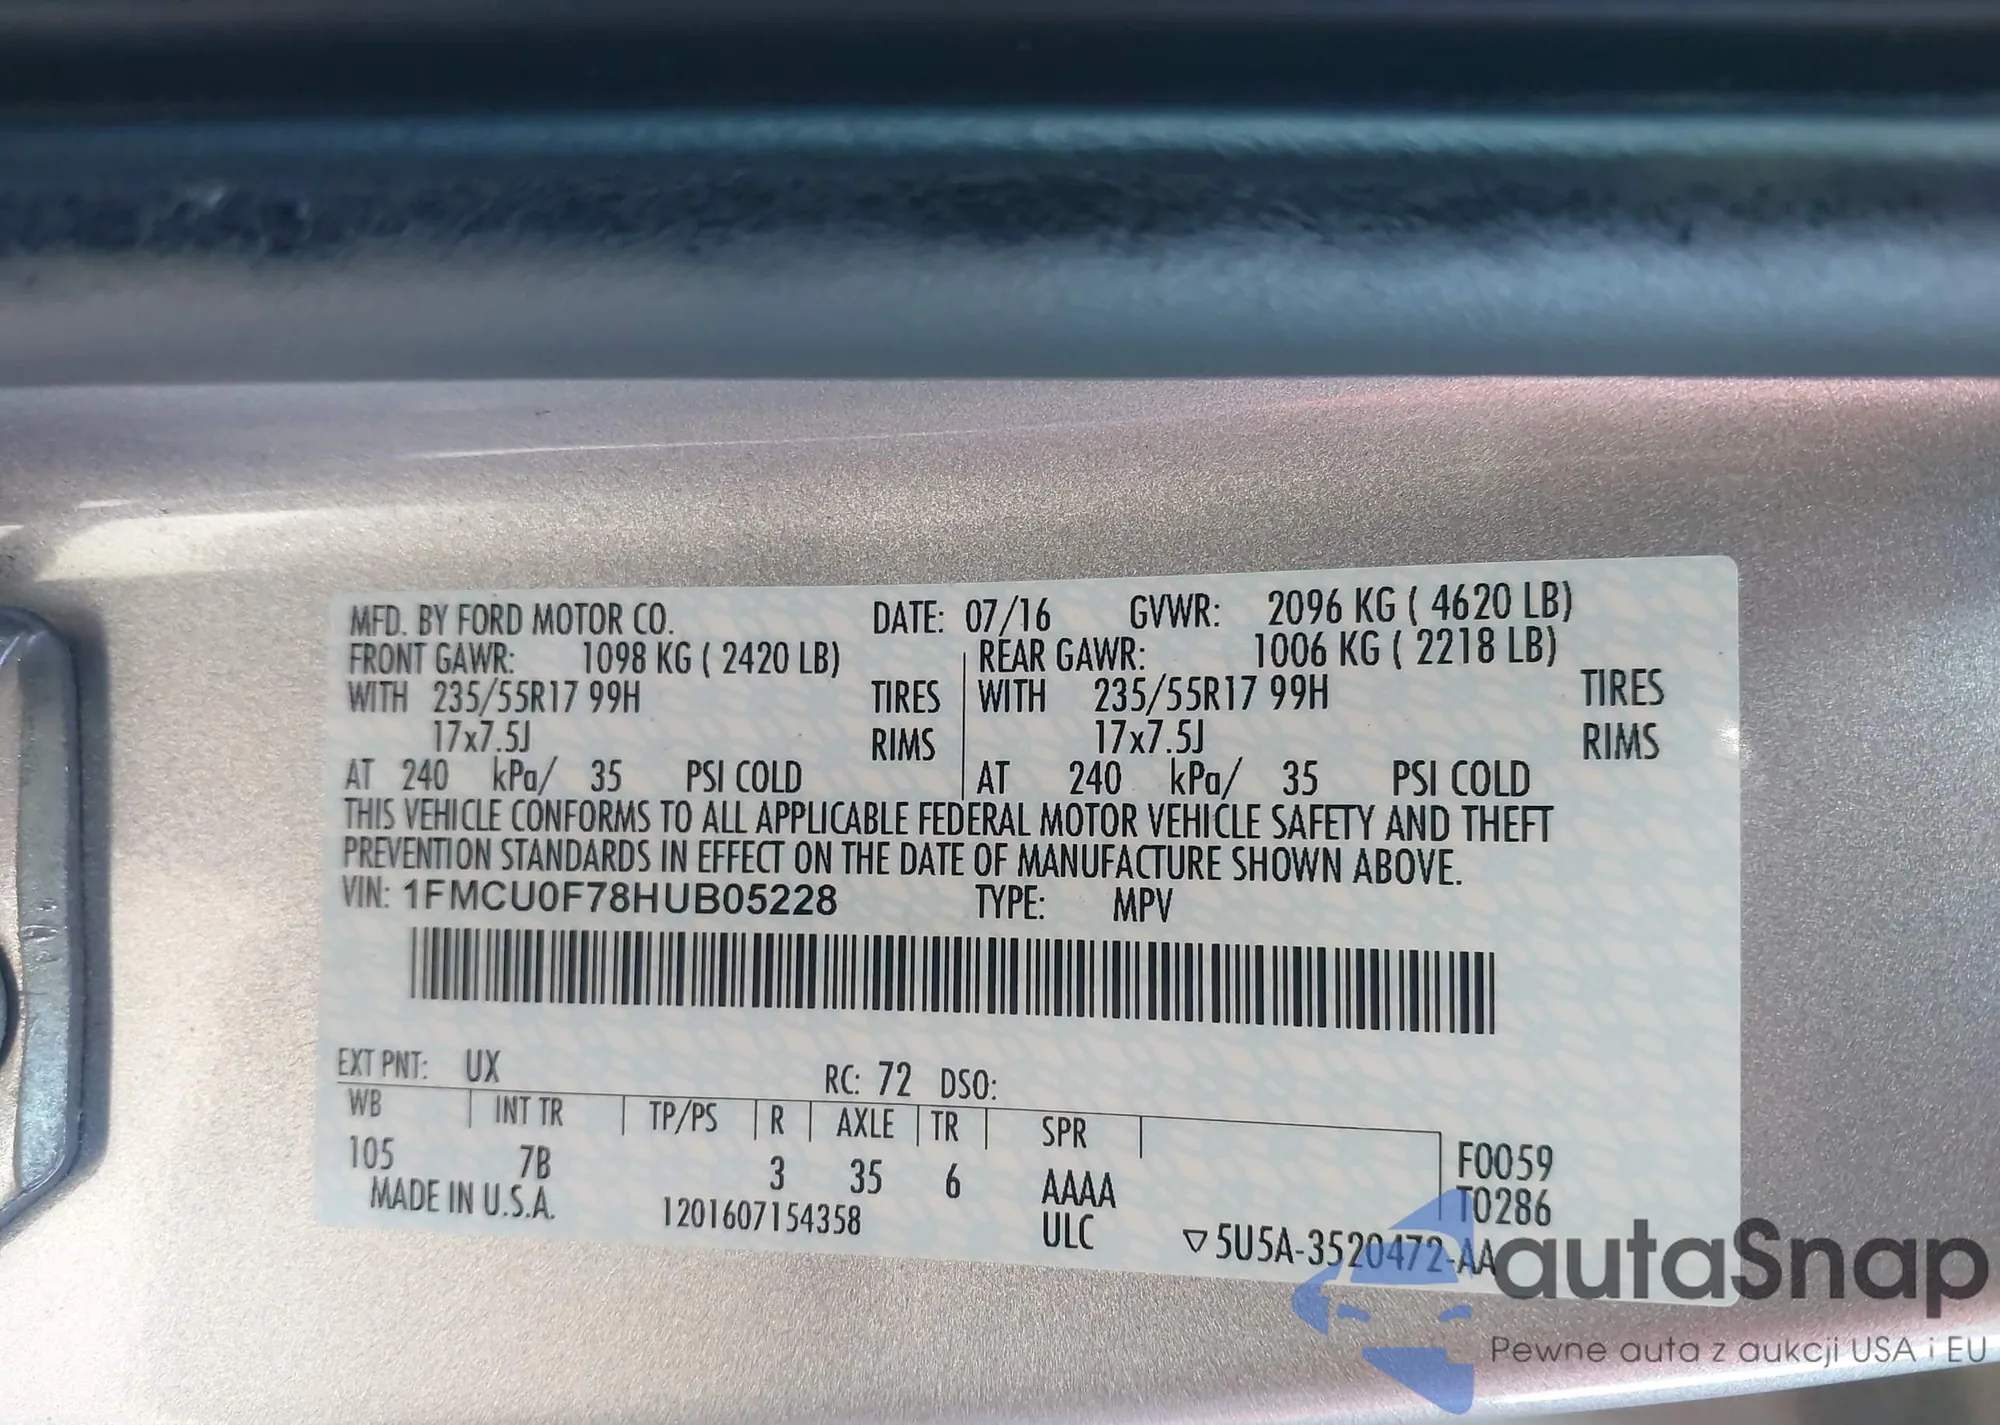 MFD. BY FORD MOTOR CO. DATE: 07/16 GVWR: 2096 KG ( 4620 LB)
FRONT GAWR: 1098 KG ( 2420 LB) REAR GAWR: 1006 KG ( 2218 LB)
WITH 235/55R17 99H TIRES WITH 235/55R17 99H TIRES
17x7.5J RIMS 17x7.5J RIMS
AT 240 kPa/ 35 PSI COLD AT 240 kPa/ 35 PSI COLD
THIS VEHICLE CONFORMS TO ALL APPLICABLE FEDERAL MOTOR VEHICLE SAFETY AND THEFT
PREVENTION STANDARDS IN EFFECT ON THE DATE OF MANUFACTURE SHOWN ABOVE.
VIN: 1FMCU0F78HUB05228 TYPE: MPV
EXT PNT: UX RC: 72 DSO:
WB INT TR TP/PS R AXLE TR SPR
105 7B 3 35 6 AAAA F0059
MADE IN U.S.A. 1201607154358 ULC T0286
▽5U5A-3520472-AA
autaSnap
Pewne auta z aukcji USA i EU